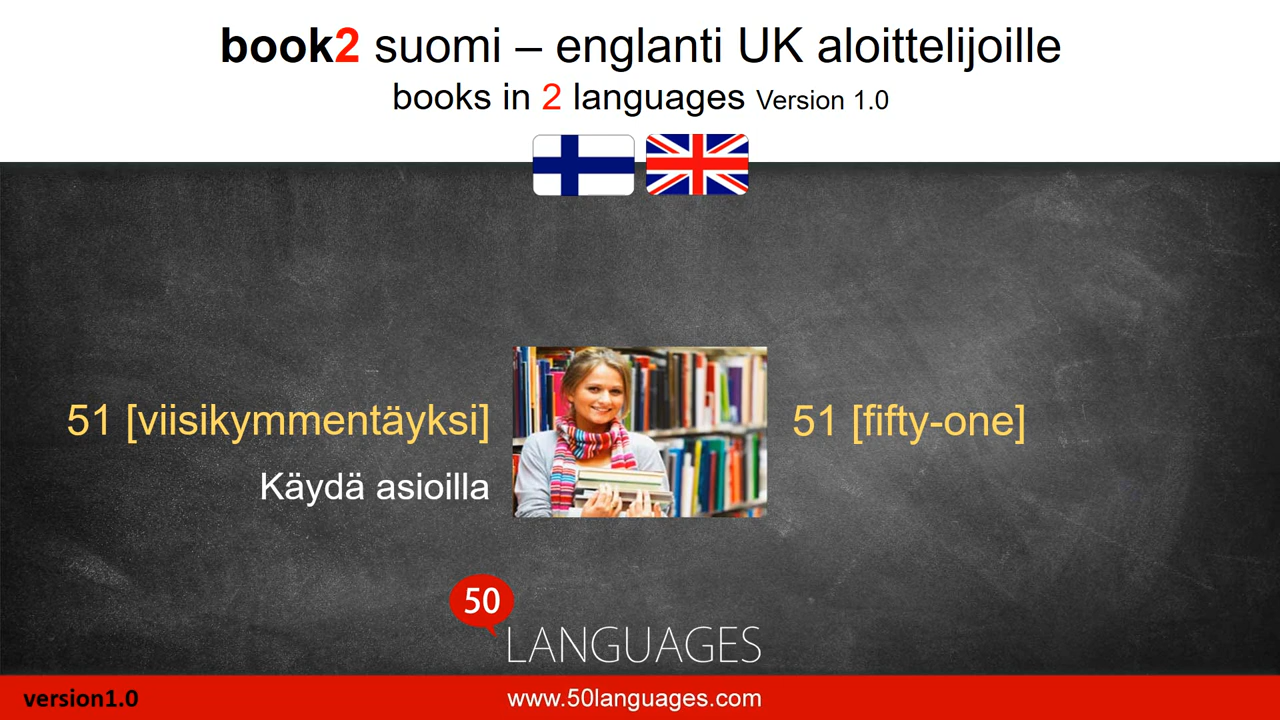 book2 suomi – englanti UK aloittelijoille
books in 2 languages Version 1.0
51 [viisikymmentäyksi]
Käydä asioilla
51 [fifty-one]
50
LANGUAGES
version1.0
www.50languages.com